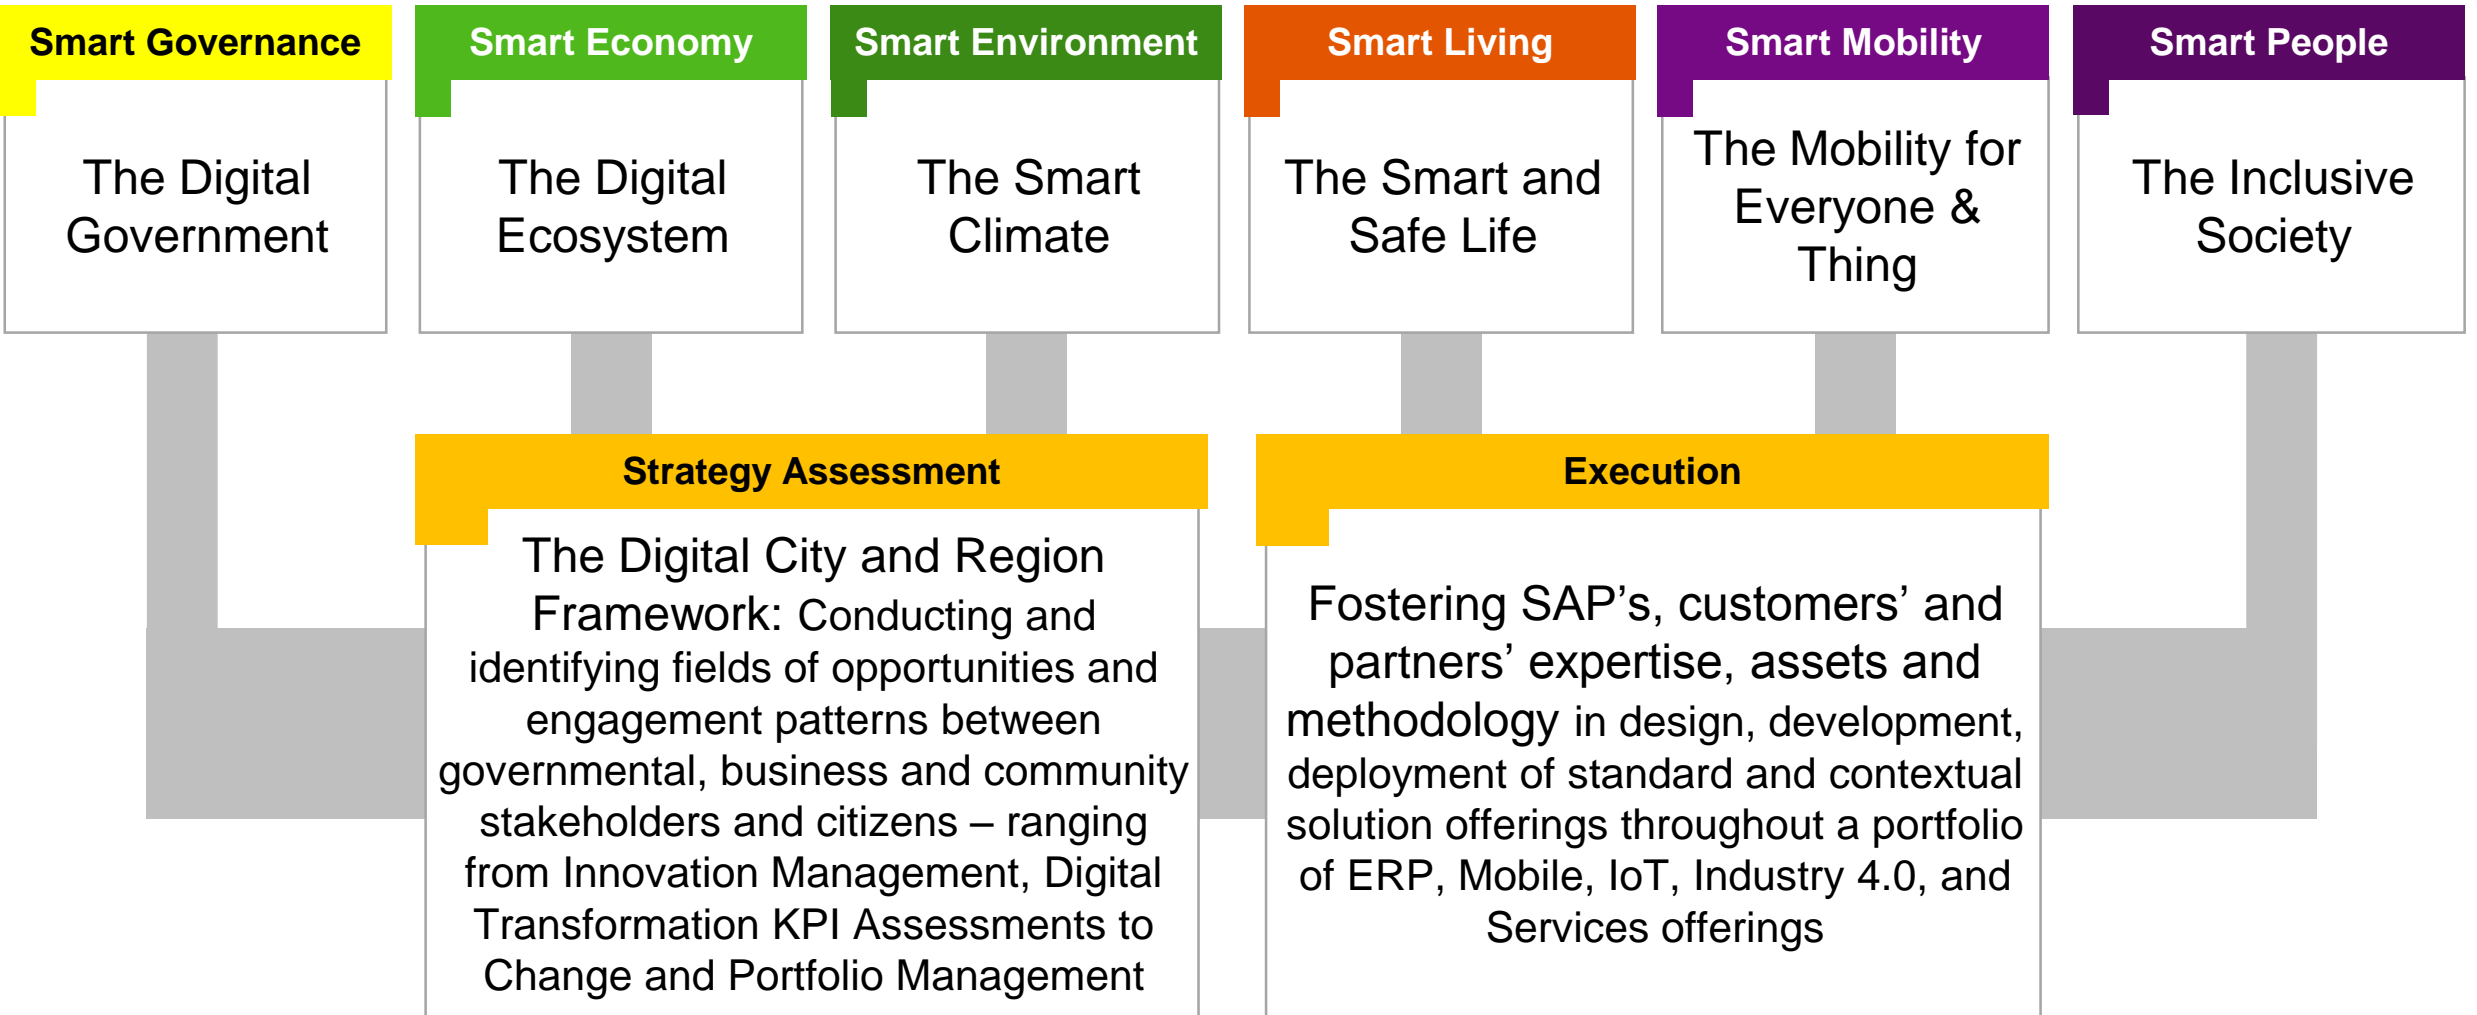 Smart Governance
The Digital
Government
Smart Economy
The Digital
Ecosystem
Smart Environment
The Smart
Climate
Smart Living
The Smart and
Safe Life
Smart Mobility
The Mobility for
Everyone &
Thing
Smart People
The Inclusive
Society
Strategy Assessment
The Digital City and Region
Framework: Conducting and
identifying fields of opportunities and
engagement patterns between
governmental, business and community
stakeholders and citizens – ranging
from Innovation Management, Digital
Transformation KPI Assessments to
Change and Portfolio Management
Execution
Fostering SAP’s, customers’ and
partners’ expertise, assets and
methodology in design, development,
deployment of standard and contextual
solution offerings throughout a portfolio
of ERP, Mobile, IoT, Industry 4.0, and
Services offerings